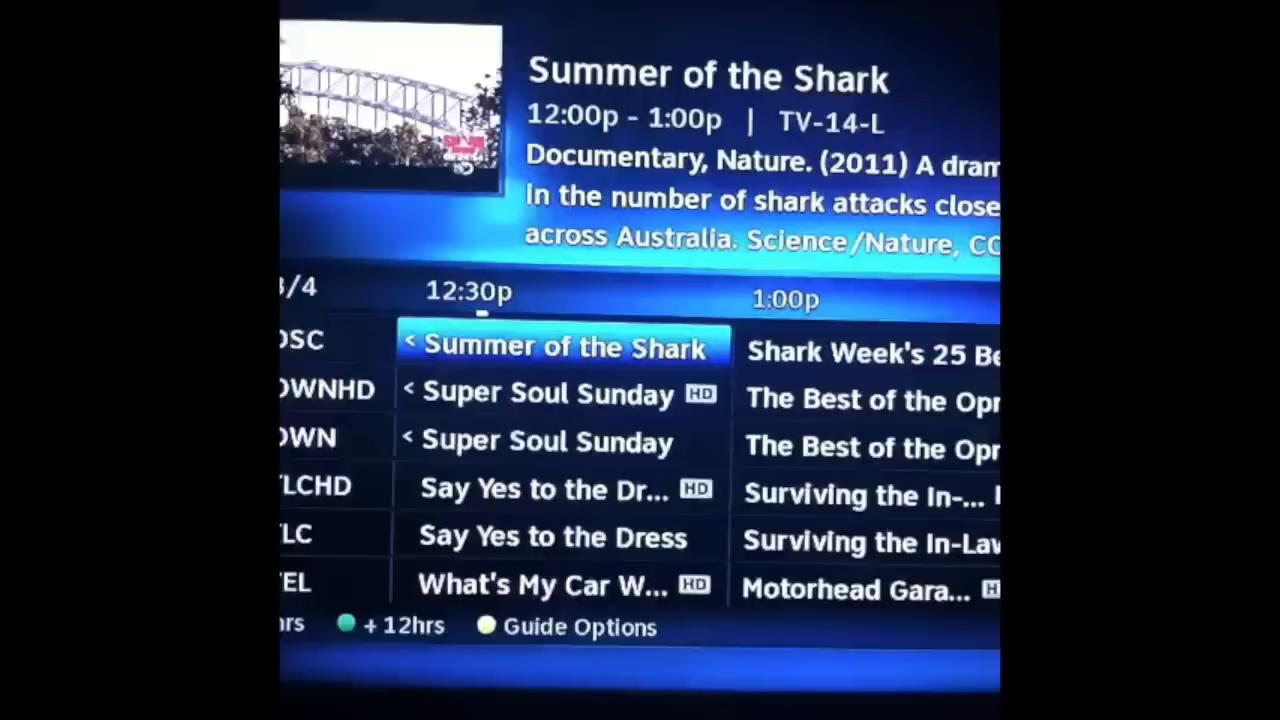 Summer of the Shark
12:00p - 1:00p | TV-14-L
Documentary, Nature. (2011) A dram
In the number of shark attacks close
across Australia. Science/Nature, CC
3/4 12:30p 1:00p
DSC < Summer of the Shark Shark Week's 25 Be
OWNHD < Super Soul Sunday HD The Best of the Opr
OWN < Super Soul Sunday The Best of the Opr
TLCHD Say Yes to the Dr... HD Surviving the In-...
TLC Say Yes to the Dress Surviving the In-Law
VEL What's My Car W... HD Motorhead Gara... H
hrs + 12hrs Guide Options